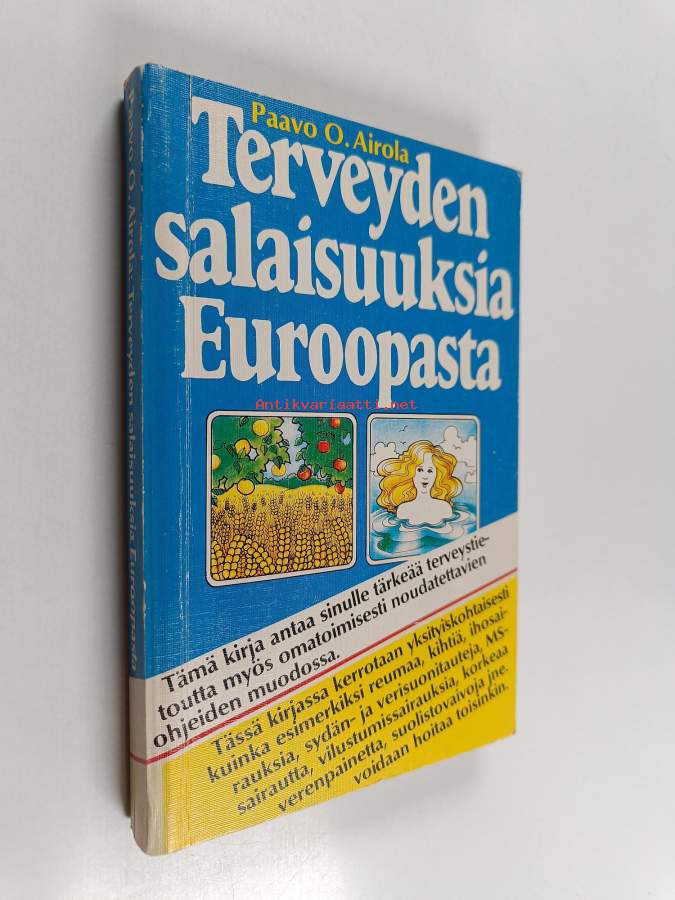 Paavo O. Airola
Terveyden
salaisuuksia
Euroopasta
Antikvariaatti.net
Tämä kirja antaa sinulle tärkeää terveystie-
toutta myös omatoimisesti noudatettavien
ohjeiden muodossa.
Tässä kirjassa kerrotaan yksityiskohtaisesti
kuinka esimerkiksi reumaa, kihtiä, ihosai-
rauksia, sydän- ja verisuonitauteja, MS-
sairautta, vilustumissairauksia, korkeaa
verenpainetta, suolistovaivoja jne.
voidaan hoitaa toisinkin.
Paavo O. Airola: Terveyden salaisuuksia Euroopasta